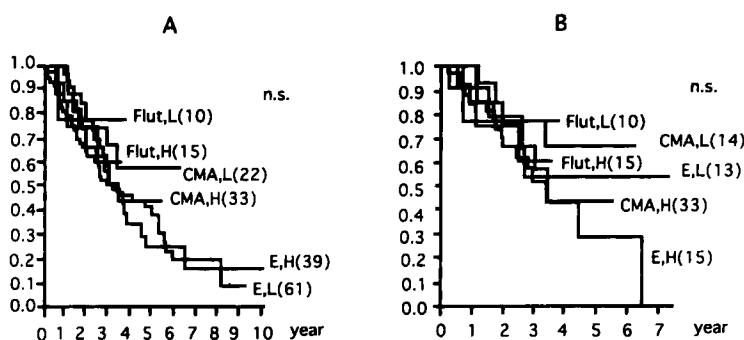 A
1.0
0.9
0.8
0.7
0.6
0.5
0.4
0.3
0.2
0.1
0.0
n.s.
Flut,L(10)
Flut,H(15)
CMA,L(22)
CMA,H(33)
E,H(39)
E,L(61)
0 1 2 3 4 5 6 7 8 9 10 year
B
1.0
0.9
0.8
0.7
0.6
0.5
0.4
0.3
0.2
0.1
0.0
n.s.
Flut,L(10)
CMA,L(14)
Flut,H(15)
E,L(13)
CMA,H(33)
E,H(15)
0 1 2 3 4 5 6 7 year